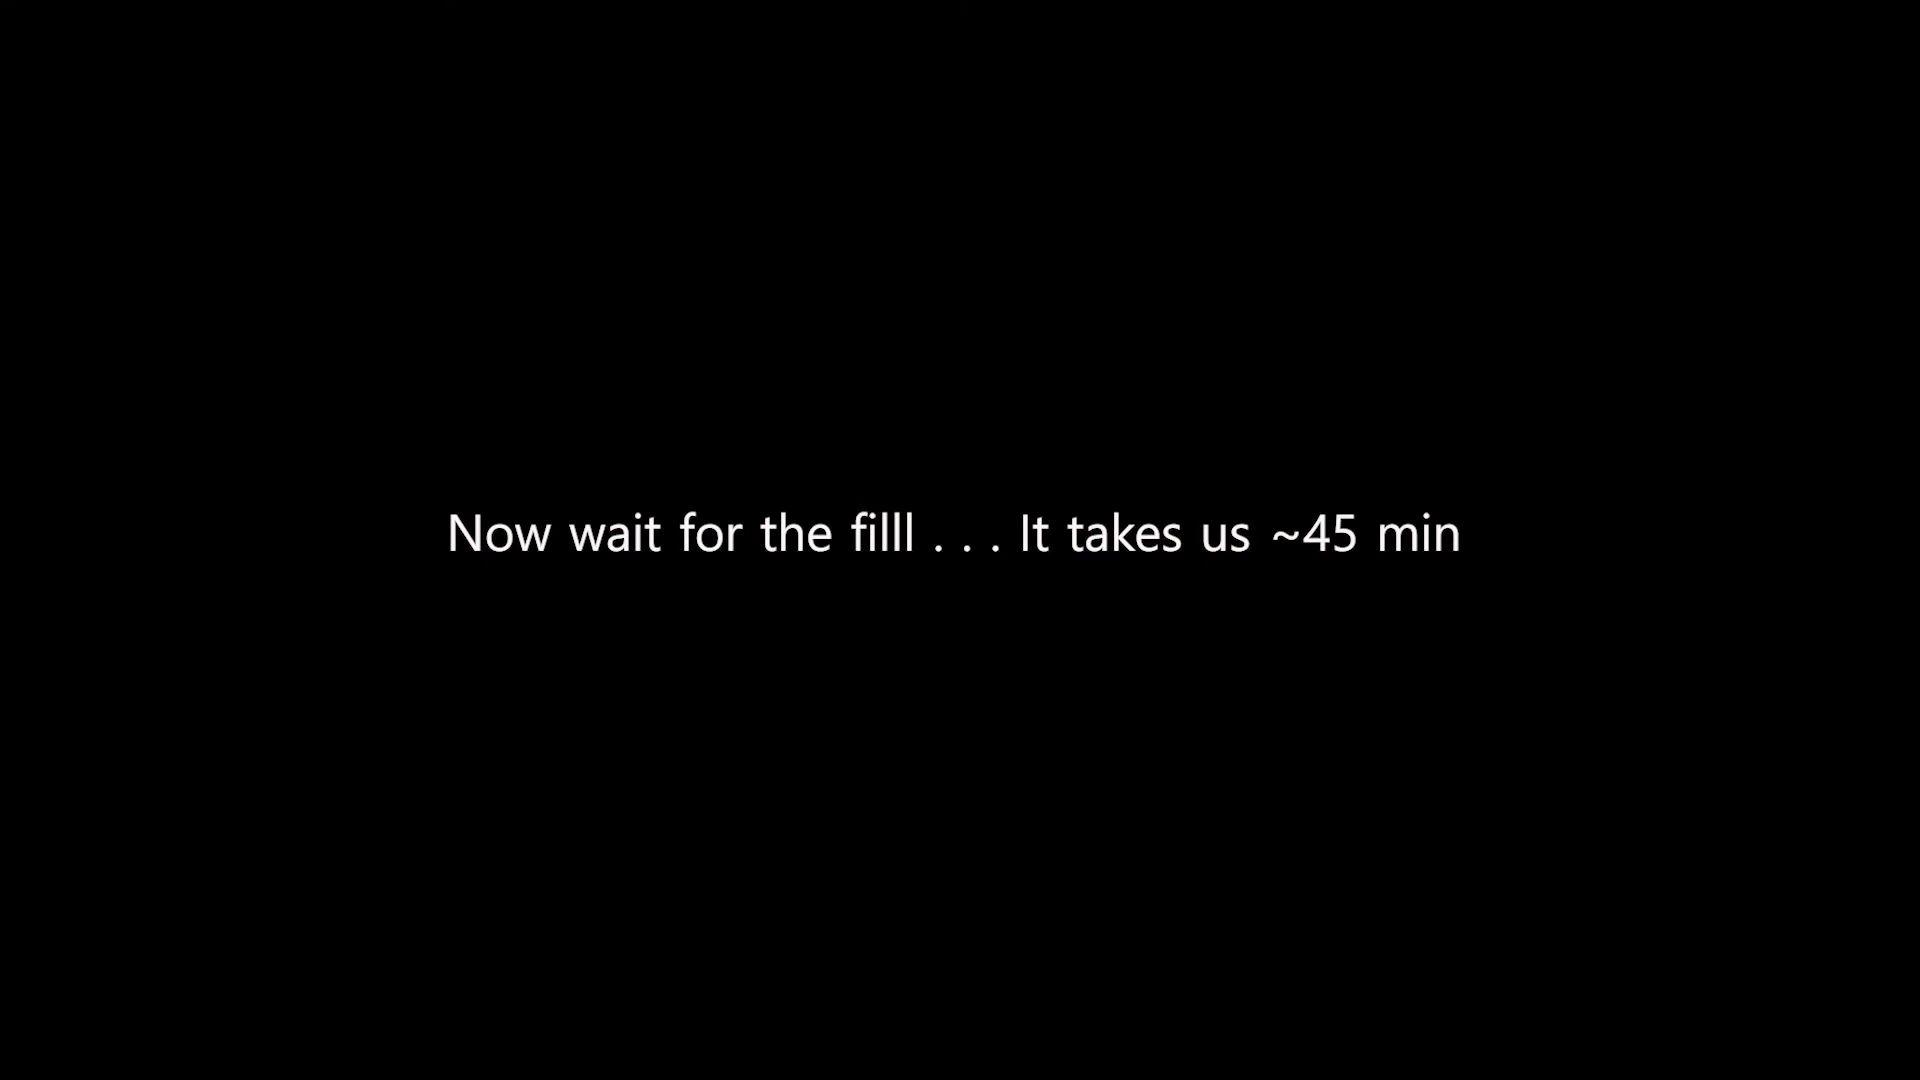 Now wait for the filll . . . It takes us ~45 min